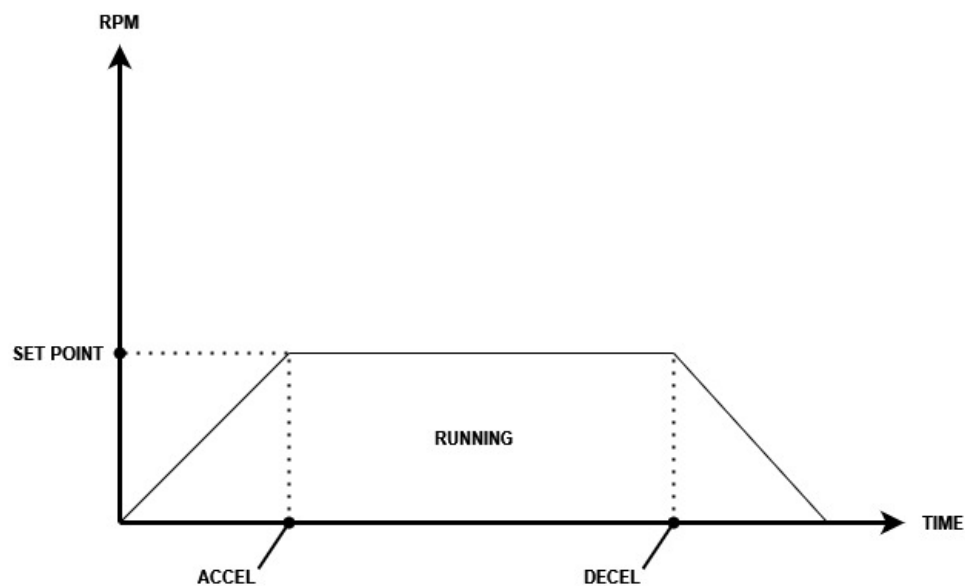 RPM
SET POINT
RUNNING
TIME
ACCEL
DECEL